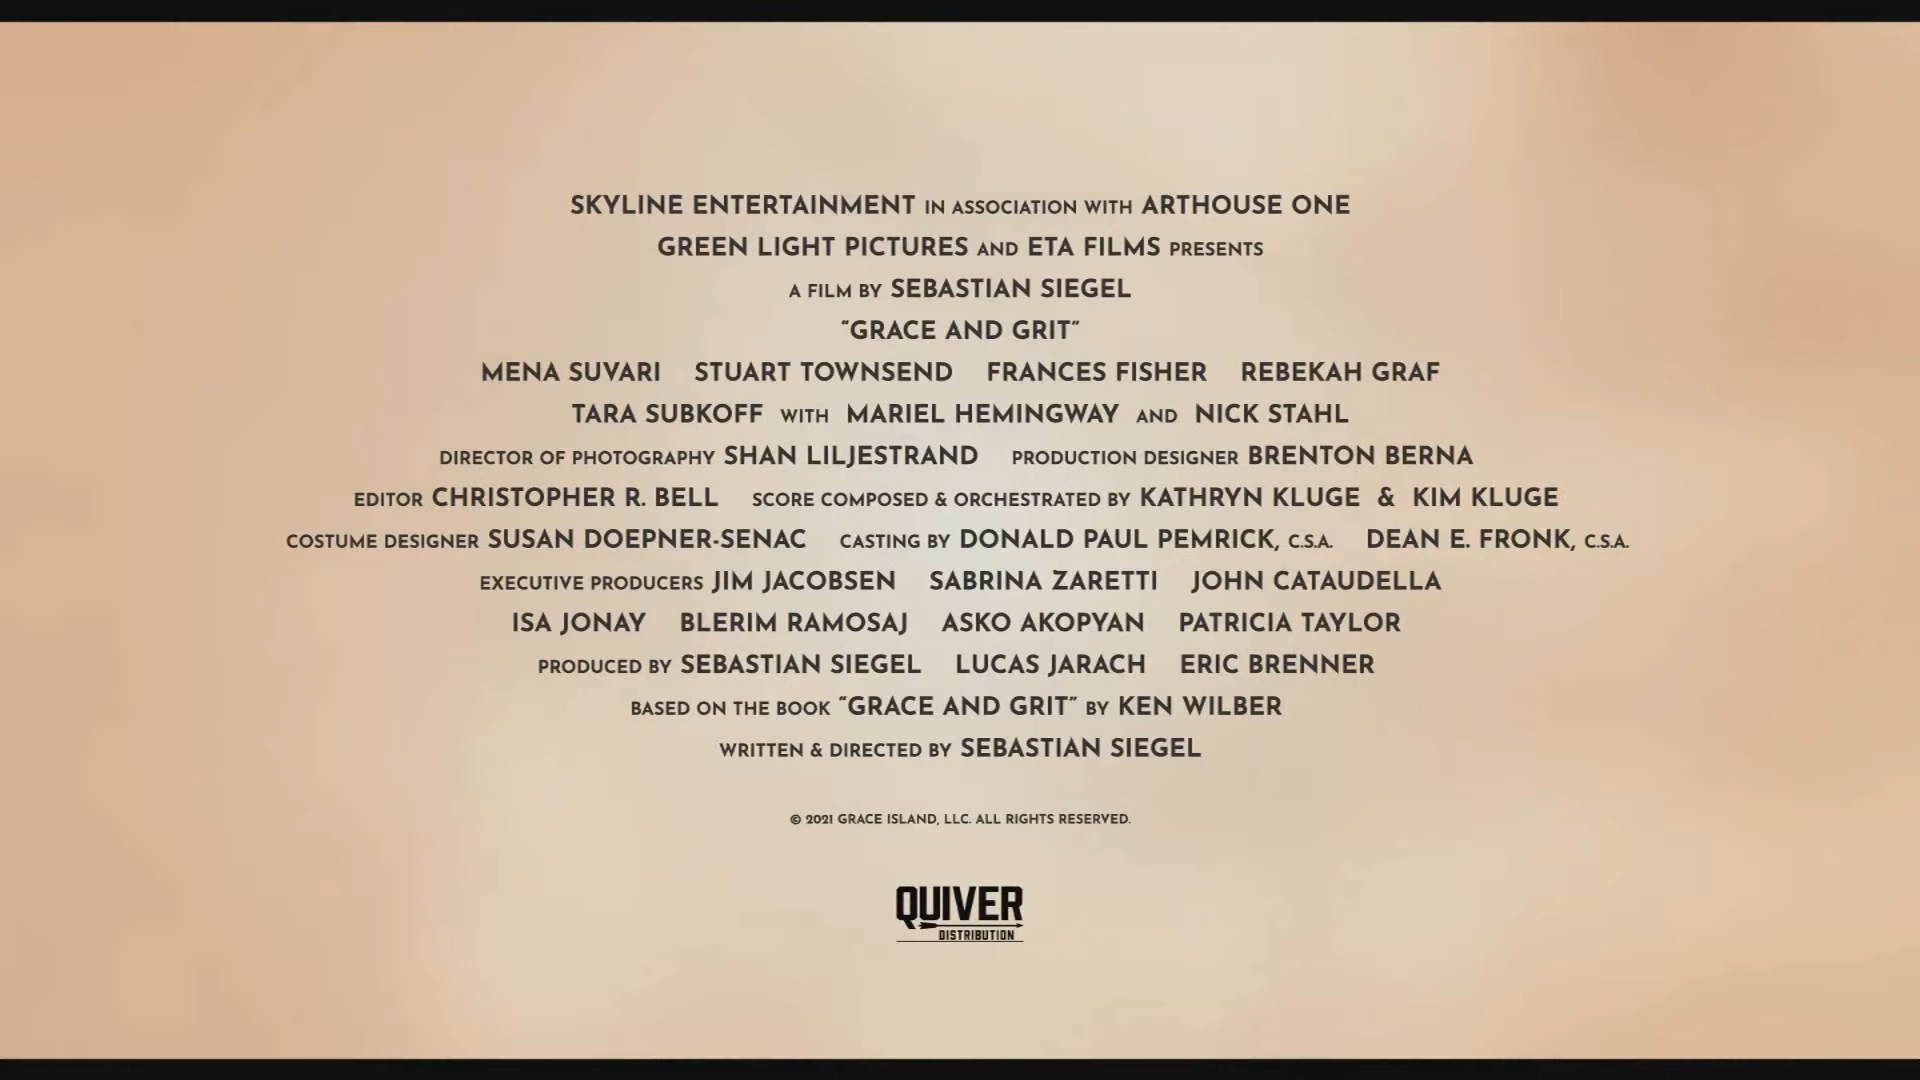 SKYLINE ENTERTAINMENT IN ASSOCIATION WITH ARTHOUSE ONE
GREEN LIGHT PICTURES AND ETA FILMS PRESENTS
A FILM BY SEBASTIAN SIEGEL
“GRACE AND GRIT”
MENA SUVARI STUART TOWNSEND FRANCES FISHER REBEKAH GRAF
TARA SUBKOFF WITH MARIEL HEMINGWAY AND NICK STAHL
DIRECTOR OF PHOTOGRAPHY SHAN LILJESTRAND PRODUCTION DESIGNER BRENTON BERNA
EDITOR CHRISTOPHER R. BELL SCORE COMPOSED & ORCHESTRATED BY KATHRYN KLUGE & KIM KLUGE
COSTUME DESIGNER SUSAN DOEPNER-SENAC CASTING BY DONALD PAUL PEMRICK, C.S.A. DEAN E. FRONK, C.S.A.
EXECUTIVE PRODUCERS JIM JACOBSEN SABRINA ZARETTI JOHN CATAUDELLA
ISA JONAY BLERIM RAMOSAJ ASKO AKOPYAN PATRICIA TAYLOR
PRODUCED BY SEBASTIAN SIEGEL LUCAS JARACH ERIC BRENNER
BASED ON THE BOOK “GRACE AND GRIT” BY KEN WILBER
WRITTEN & DIRECTED BY SEBASTIAN SIEGEL
© 2021 GRACE ISLAND, LLC. ALL RIGHTS RESERVED.
QUIVER
DISTRIBUTION